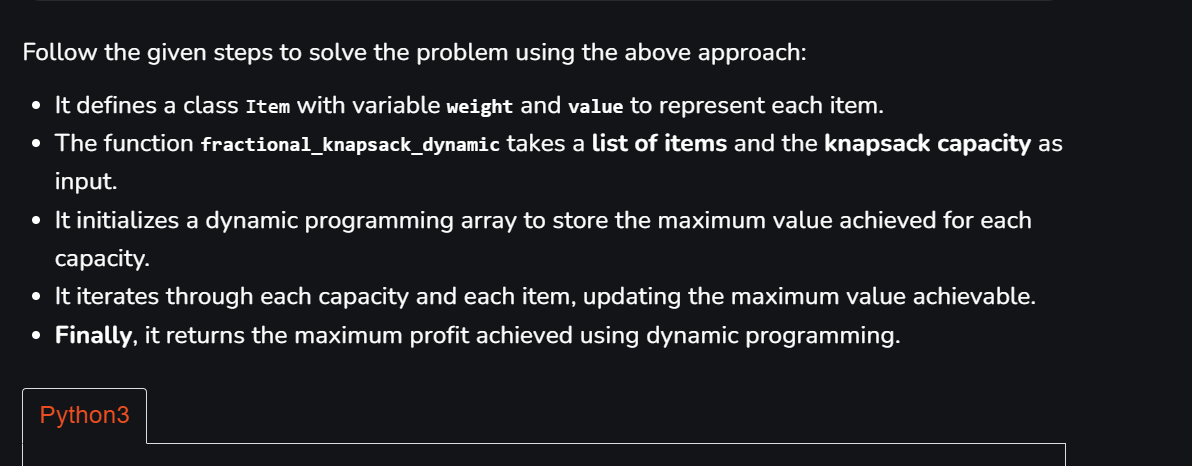 Follow the given steps to solve the problem using the above approach:
• It defines a class Item with variable weight and value to represent each item.
• The function fractional_knapsack_dynamic takes a list of items and the knapsack capacity as
input.
• It initializes a dynamic programming array to store the maximum value achieved for each
capacity.
• It iterates through each capacity and each item, updating the maximum value achievable.
• Finally, it returns the maximum profit achieved using dynamic programming.
Python3